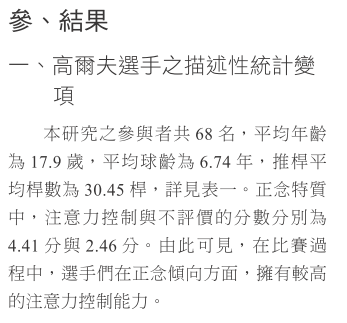 參、結果
一、高爾夫選手之描述性統計變
項
本研究之參與者共 68 名，平均年齡
為 17.9 歲，平均球齡為 6.74 年，推桿平
均桿數為 30.45 桿，詳見表一。正念特質
中，注意力控制與不評價的分數分別為
4.41 分與 2.46 分。由此可見，在比賽過
程中，選手們在正念傾向方面，擁有較高
的注意力控制能力。